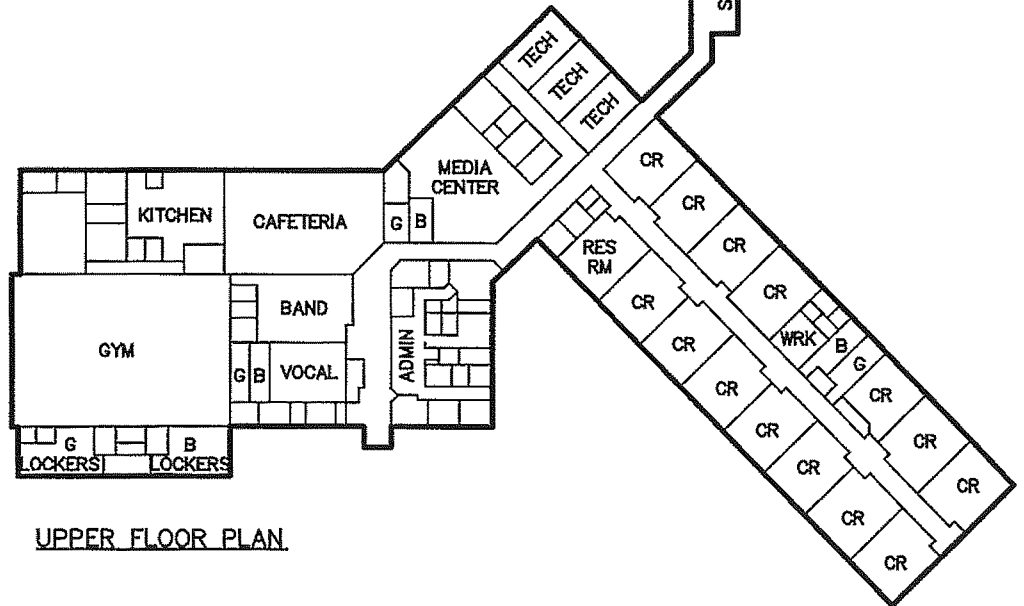 S
TECH
TECH
TECH
CR
MEDIA
CENTER
CR
KITCHEN
CAFETERIA
G
B
CR
RES
RM
CR
CR
BAND
WRK
B
G
CR
GYM
ADMIN
G
B
VOCAL
CR
CR
CR
CR
CR
G
LOCKERS
B
LOCKERS
CR
CR
CR
UPPER FLOOR PLAN
CR